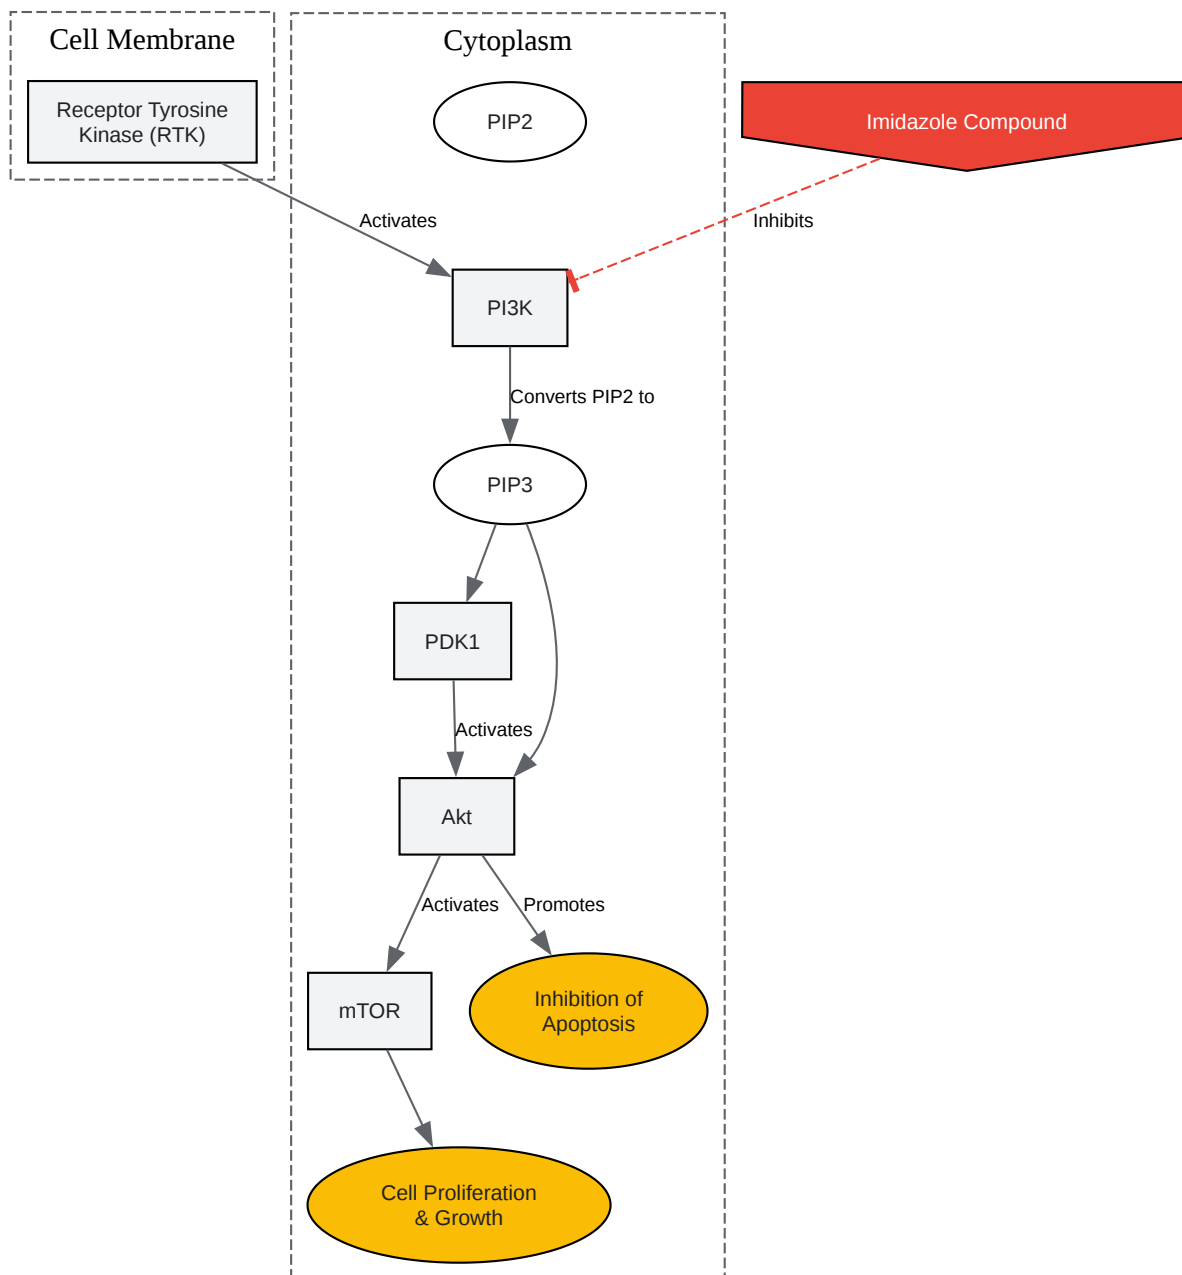 Cell Membrane
Cytoplasm
Receptor Tyrosine
Kinase (RTK)
PIP2
Imidazole Compound
Activates
Inhibits
PI3K
Converts PIP2 to
PIP3
PDK1
Activates
Akt
Activates
Promotes
mTOR
Inhibition of
Apoptosis
Cell Proliferation
& Growth